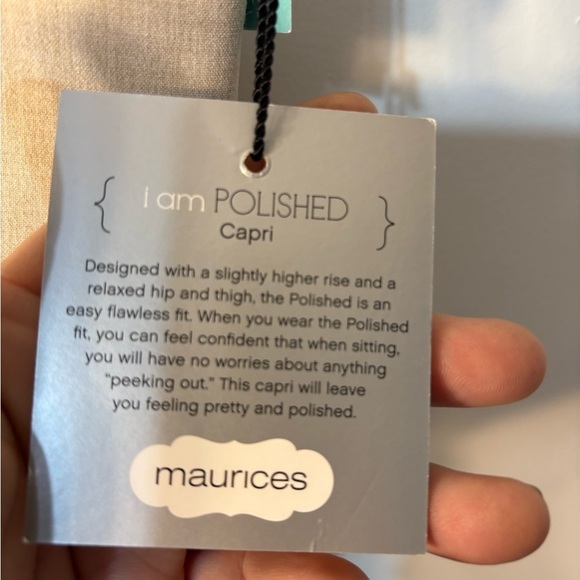 { I am POLISHED }
Capri
Designed with a slightly higher rise and a
relaxed hip and thigh, the Polished is an
easy flawless fit. When you wear the Polished
fit, you can feel confident that when sitting,
you will have no worries about anything
"peeking out." This capri will leave
you feeling pretty and polished.
maurices